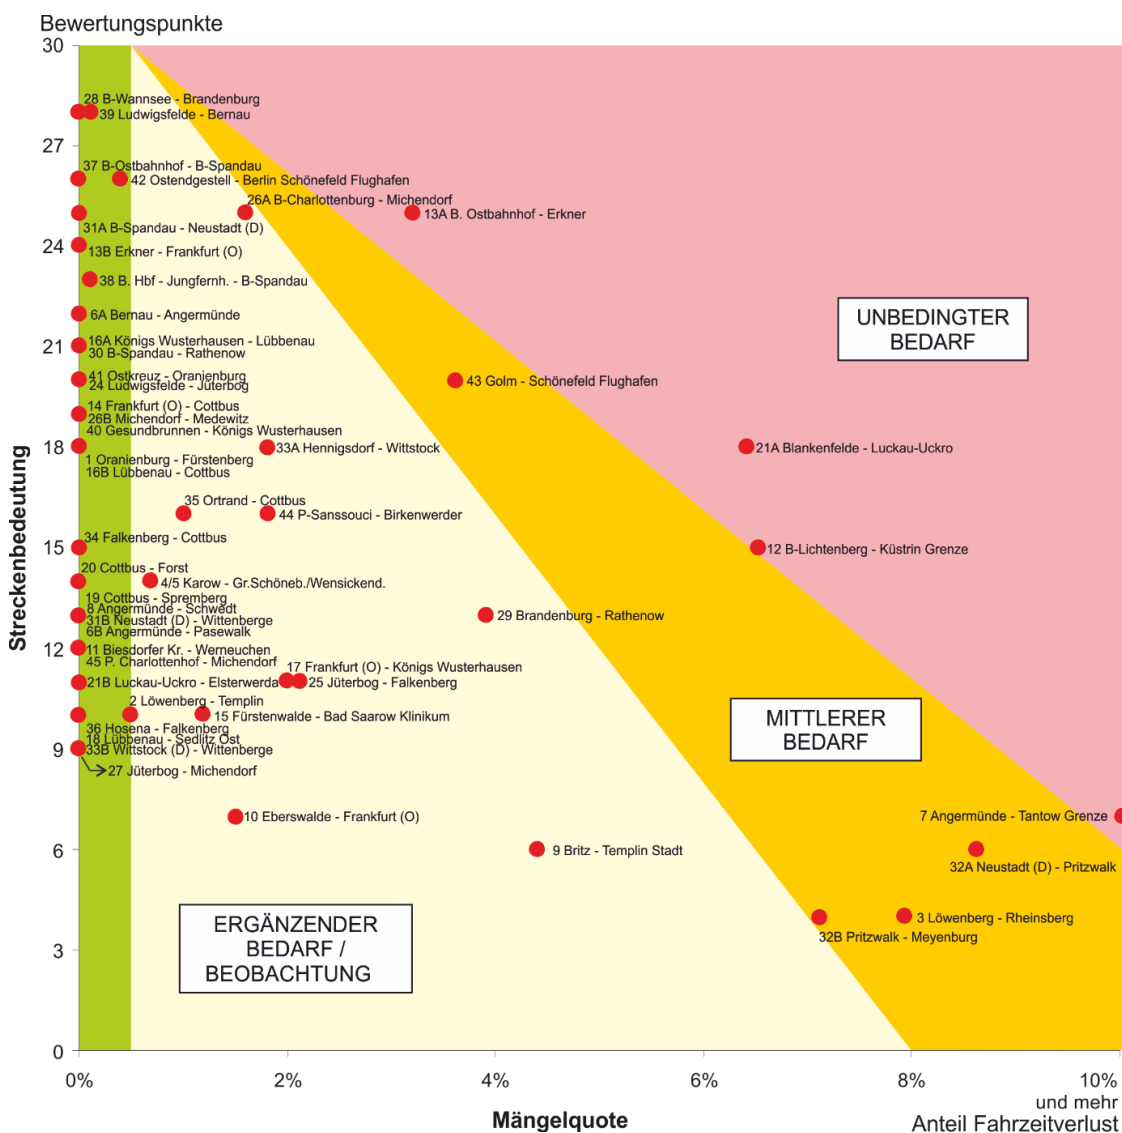 Bewertungspunkte
30
28 B-Wannsee - Brandenburg
39 Ludwigsfelde - Bernau
27
37 B-Ostbahnhof - B-Spandau
42 Ostendgestell - Berlin Schönefeld Flughafen
26A B-Charlottenburg - Michendorf
13A B. Ostbahnhof - Erkner
31A B-Spandau - Neustadt (D)
24
13B Erkner - Frankfurt (O)
38 B. Hbf - Jungfernh. - B-Spandau
6A Bernau - Angermünde
UNBEDINGTER
BEDARF
21
16A Königs Wusterhausen - Lübbenau
30 B-Spandau - Rathenow
41 Ostkreuz - Oranienburg
24 Ludwigsfelde - Jüterbog
43 Golm - Schönefeld Flughafen
14 Frankfurt (O) - Cottbus
26B Michendorf - Medewitz
40 Gesundbrunnen - Königs Wusterhausen
18
33A Hennigsdorf - Wittstock
21A Blankenfelde - Luckau-Uckro
1 Oranienburg - Fürstenberg
16B Lübbenau - Cottbus
35 Ortrand - Cottbus
44 P-Sanssouci - Birkenwerder
34 Falkenberg - Cottbus
15
12 B-Lichtenberg - Küstrin Grenze
20 Cottbus - Forst
4/5 Karow - Gr.Schöneb./Wensickend.
19 Cottbus - Spremberg
8 Angermünde - Schwedt
31B Neustadt (D) - Wittenberge
29 Brandenburg - Rathenow
6B Angermünde - Pasewalk
12
11 Biesdorfer Kr. - Werneuchen
45 P. Charlottenhof - Michendorf
17 Frankfurt (O) - Königs Wusterhausen
21B Luckau-Uckro - Elsterwerda
25 Jüterbog - Falkenberg
2 Löwenberg - Templin
15 Fürstenwalde - Bad Saarow Klinikum
MITTLERER
BEDARF
36 Hosena - Falkenberg
18 Lübbenau - Sedlitz Ost
9
33B Wittstock (D) - Wittenberge
27 Jüterbog - Michendorf
10 Eberswalde - Frankfurt (O)
7 Angermünde - Tantow Grenze
6
9 Britz - Templin Stadt
32A Neustadt (D) - Pritzwalk
ERGÄNZENDER
BEDARF /
BEOBACHTUNG
3 Löwenberg - Rheinsberg
32B Pritzwalk - Meyenburg
3
0
Streckenbedeutung
0%
2%
4%
6%
8%
10%
und mehr
Mängelquote
Anteil Fahrzeitverlust